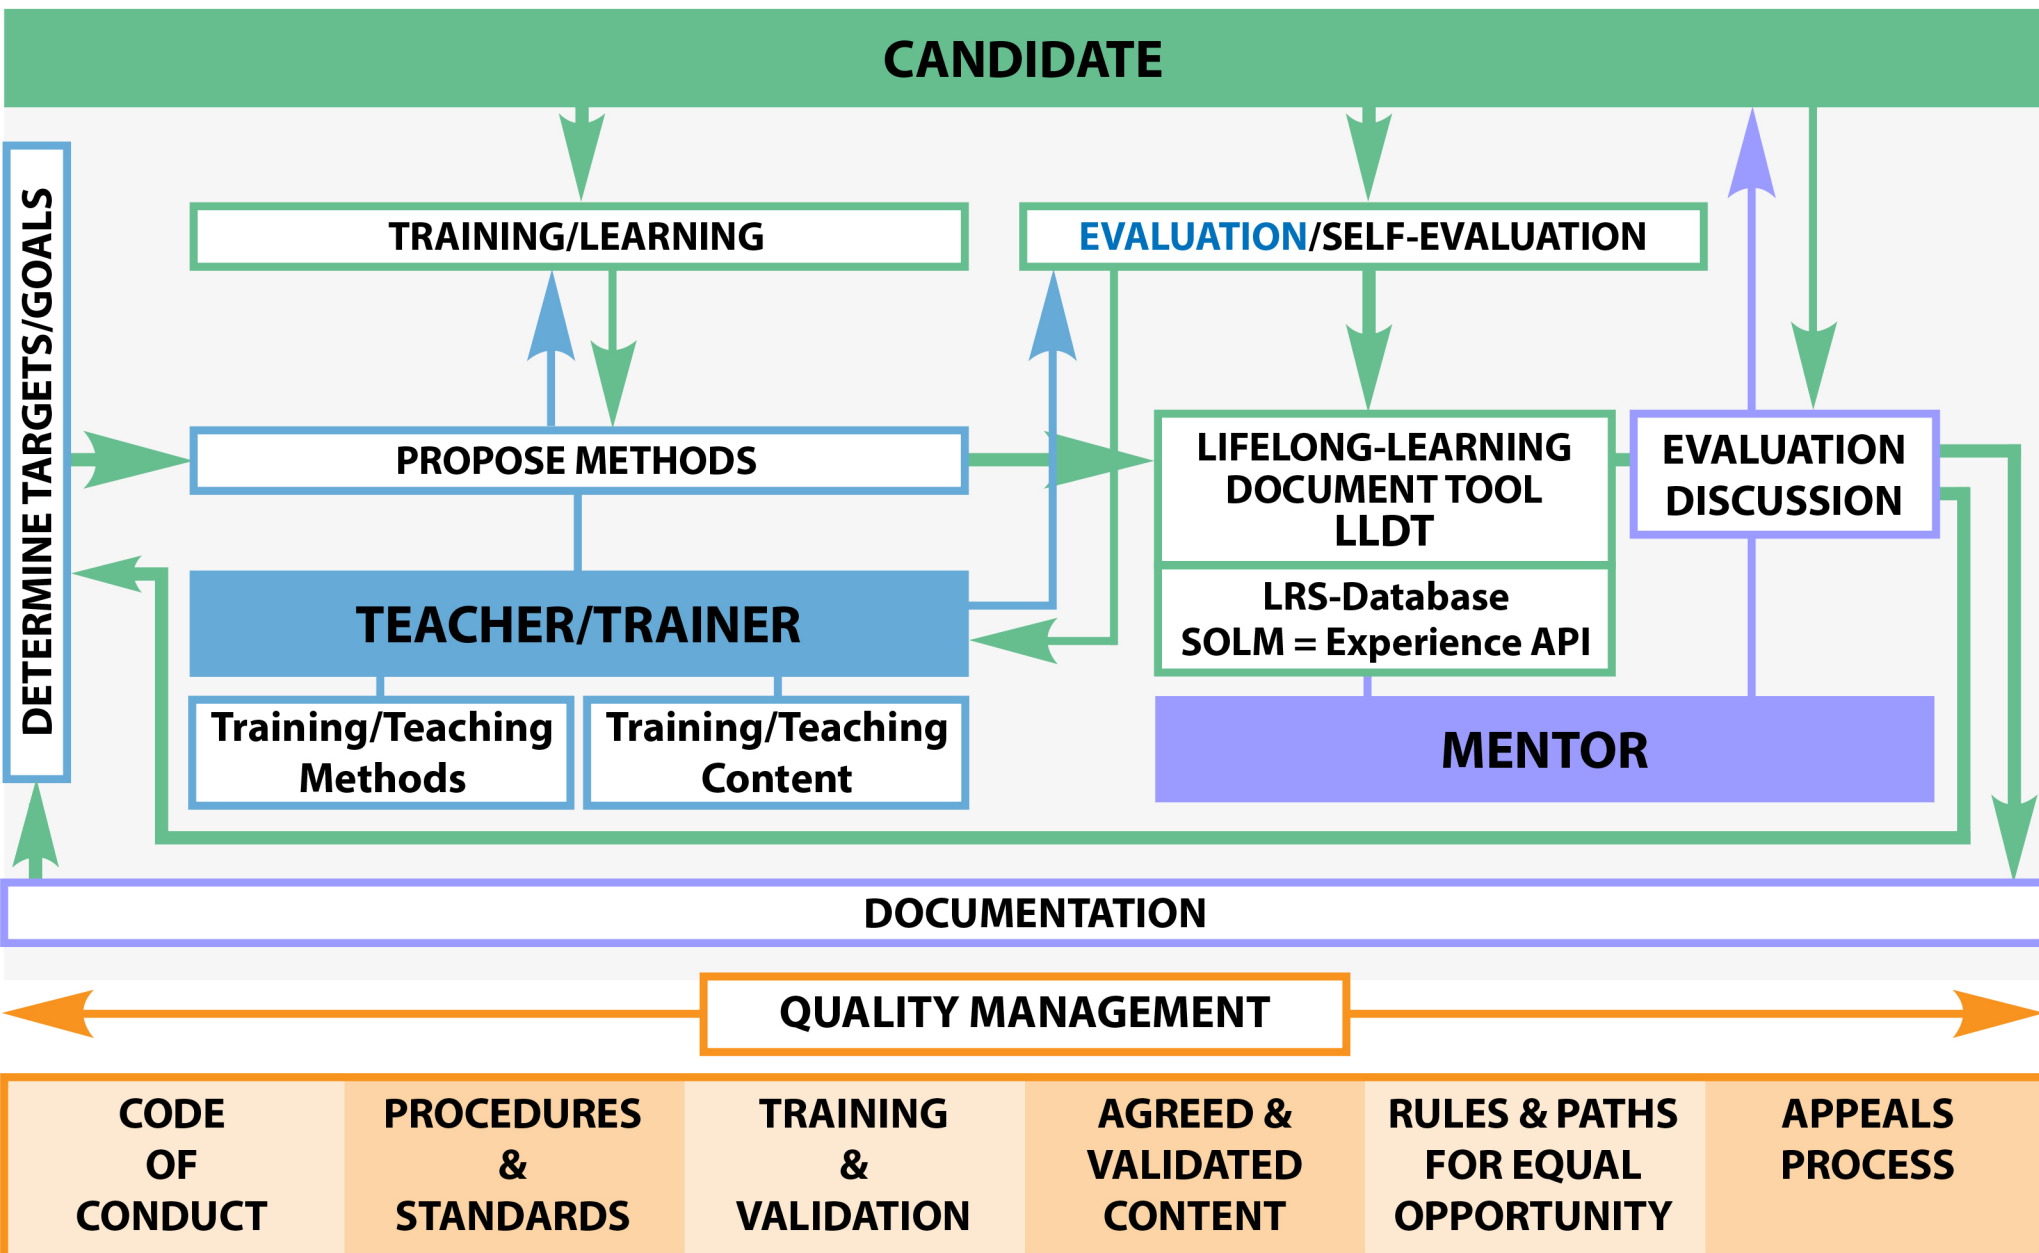 CANDIDATE
DETERMINE TARGETS/GOALS
TRAINING/LEARNING
EVALUATION/SELF-EVALUATION
PROPOSE METHODS
LIFELONG-LEARNING
DOCUMENT TOOL
LLDT
LRS-Database
SOLM = Experience API
EVALUATION
DISCUSSION
TEACHER/TRAINER
Training/Teaching
Methods
Training/Teaching
Content
MENTOR
DOCUMENTATION
QUALITY MANAGEMENT
CODE
OF
CONDUCT
PROCEDURES
&
STANDARDS
TRAINING
&
VALIDATION
AGREED &
VALIDATED
CONTENT
RULES & PATHS
FOR EQUAL
OPPORTUNITY
APPEALS
PROCESS